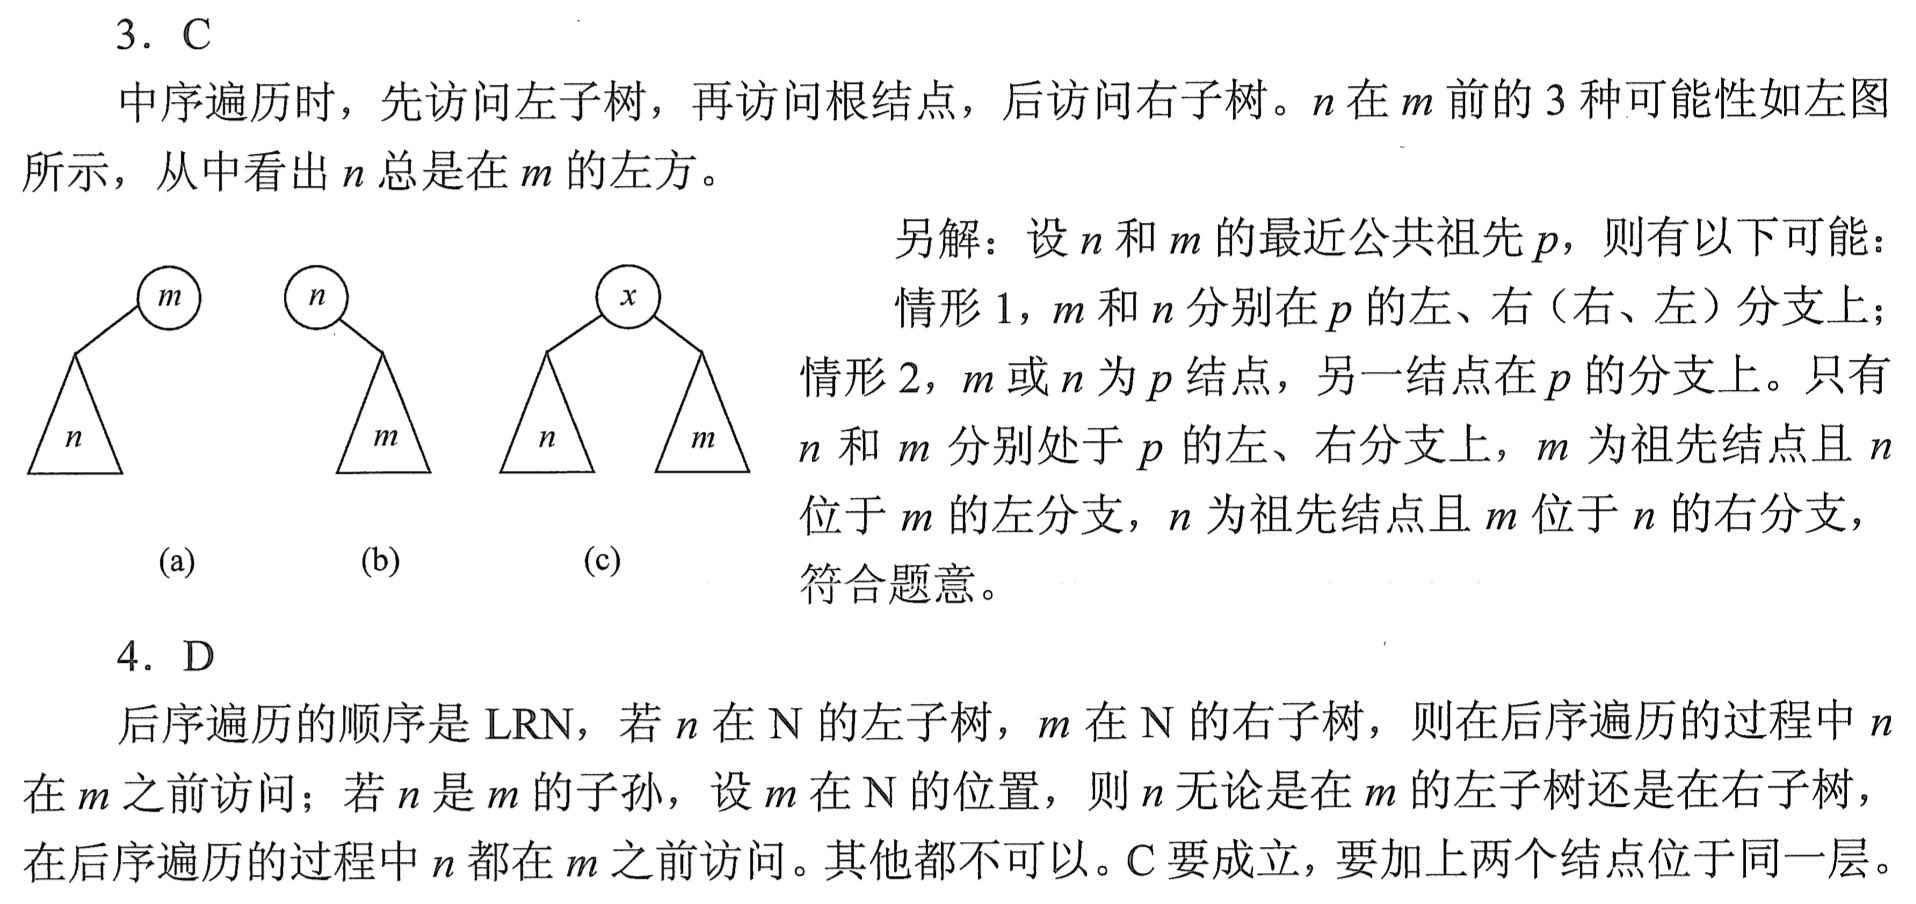 3. C
中序遍历时，先访问左子树，再访问根结点，后访问右子树。n 在 m 前的 3 种可能性如左图
所示，从中看出 n 总是在 m 的左方。
另解：设 n 和 m 的最近公共祖先 p，则有以下可能：
情形 1，m 和 n 分别在 p 的左、右（右、左）分支上；
情形 2，m 或 n 为 p 结点，另一结点在 p 的分支上。只有
n 和 m 分别处于 p 的左、右分支上，m 为祖先结点且 n
位于 m 的左分支，n 为祖先结点且 m 位于 n 的右分支，
符合题意。
m
n
x
n
m
n
m
(a)
(b)
(c)
4. D
后序遍历的顺序是 LRN，若 n 在 N 的左子树，m 在 N 的右子树，则在后序遍历的过程中 n
在 m 之前访问；若 n 是 m 的子孙，设 m 在 N 的位置，则 n 无论是在 m 的左子树还是在右子树，
在后序遍历的过程中 n 都在 m 之前访问。其他都不可以。C 要成立，要加上两个结点位于同一层。